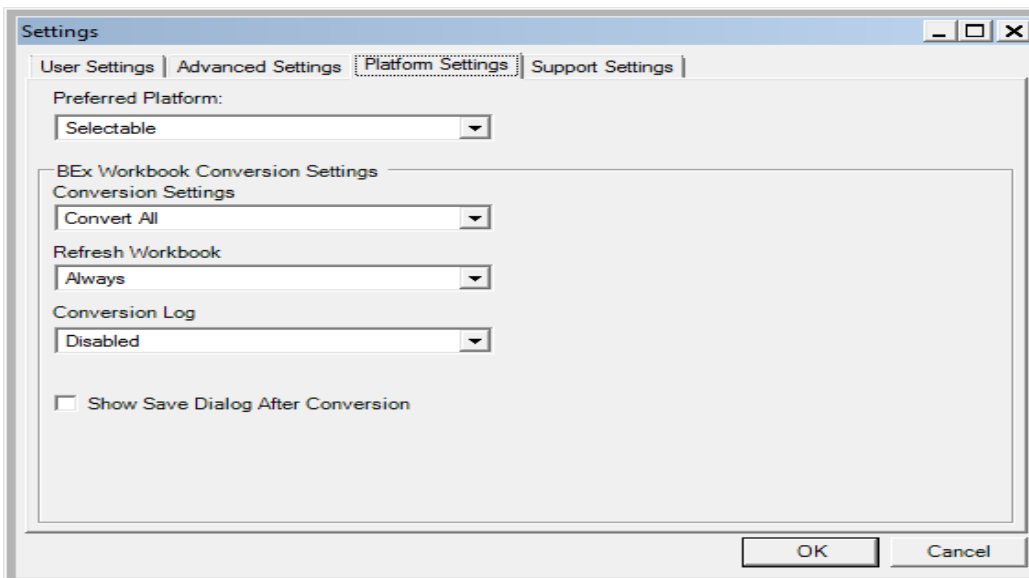 Settings
User Settings Advanced Settings Platform Settings Support Settings
Preferred Platform:
Selectable
BEx Workbook Conversion Settings
Conversion Settings
Convert All
Refresh Workbook
Always
Conversion Log
Disabled
Show Save Dialog After Conversion
OK Cancel